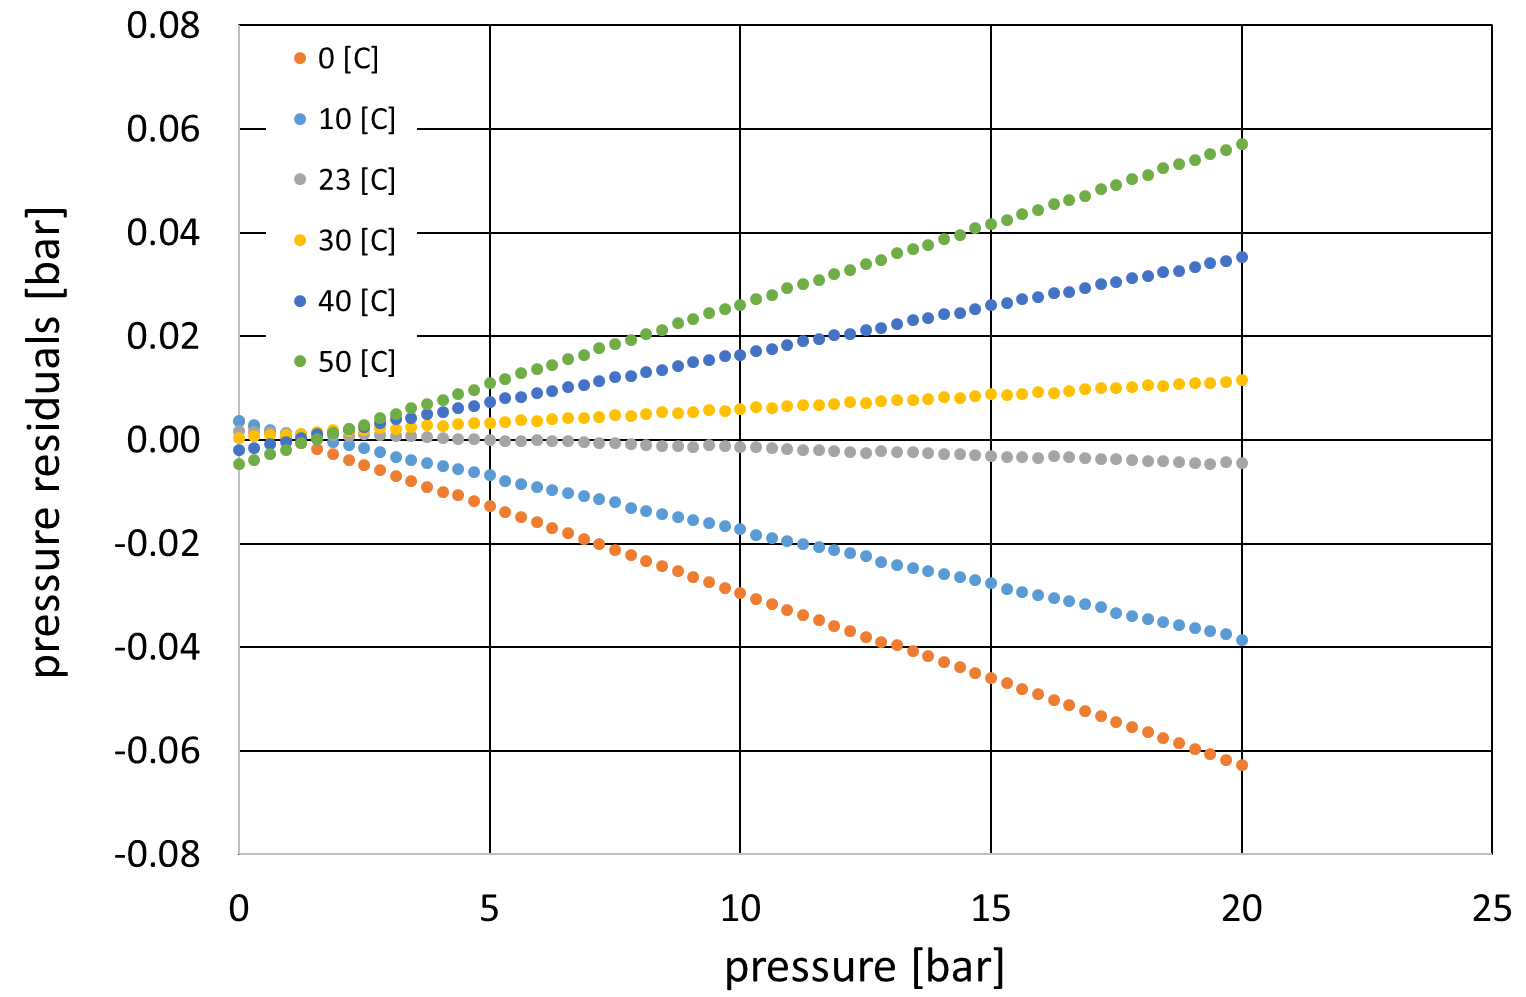 0.08
0.06
0.04
0.02
0.00
-0.02
-0.04
-0.06
-0.08
pressure residuals [bar]
0 [C]
10 [C]
23 [C]
30 [C]
40 [C]
50 [C]
0 5 10 15 20 25
pressure [bar]